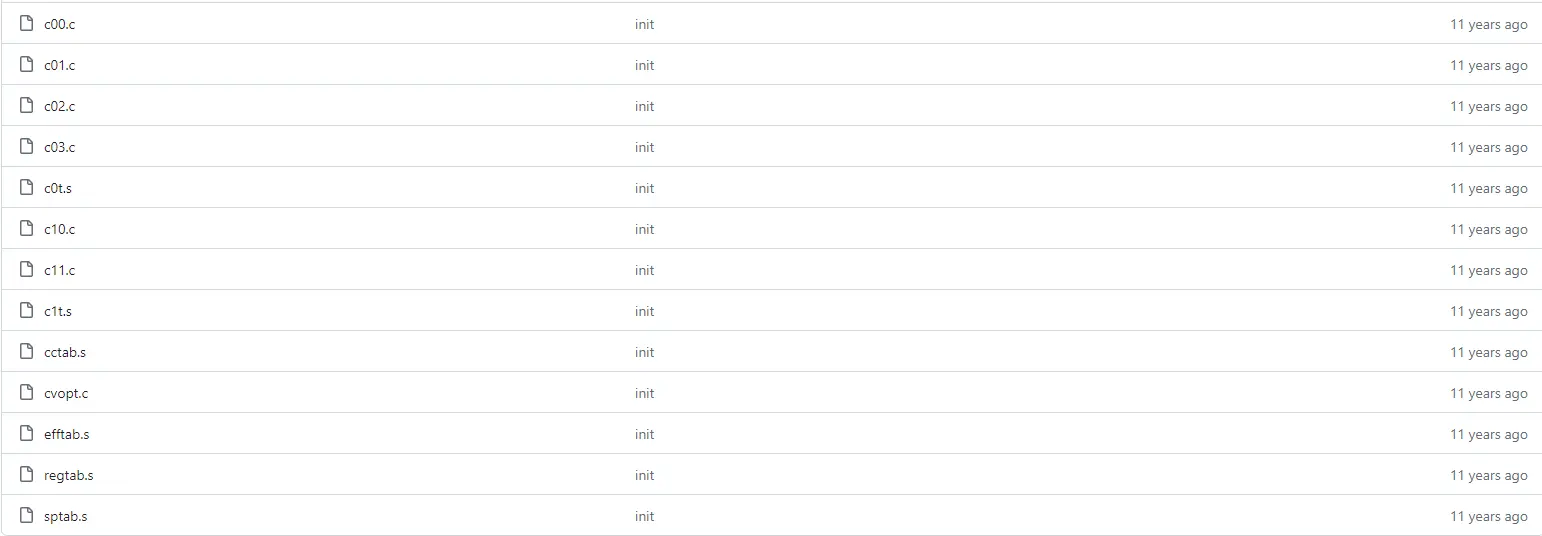 c00.c init 11 years ago
c01.c init 11 years ago
c02.c init 11 years ago
c03.c init 11 years ago
c0t.s init 11 years ago
c10.c init 11 years ago
c11.c init 11 years ago
c1t.s init 11 years ago
cctab.s init 11 years ago
cvopt.c init 11 years ago
efftab.s init 11 years ago
regtab.s init 11 years ago
sptab.s init 11 years ago